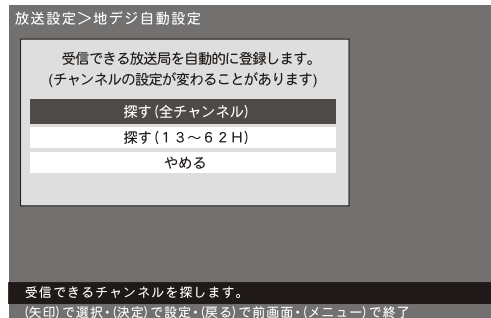 放送設定＞地デジ自動設定
受信できる放送局を自動的に登録します。
(チャンネルの設定が変わることがあります)
探す(全チャンネル)
探す(１３～６２Ｈ)
やめる
受信できるチャンネルを探します。
(矢印)で選択・(決定)で設定・(戻る)で前画面・(メニュー)で終了